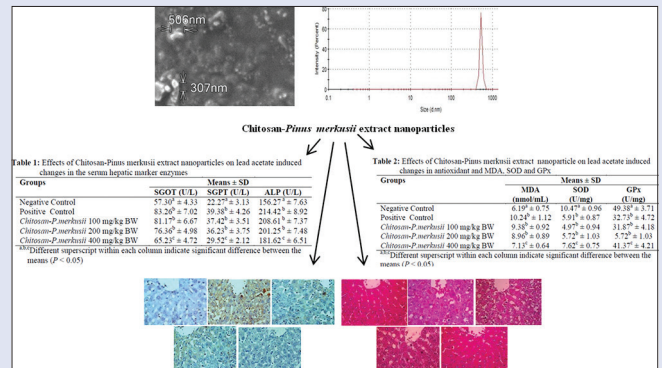 506nm
307nm
Intensity (Percent)
80
60
40
20
0
0.1
1
10
100
1000
Size (d.nm)
Chitosan-Pinus merkusii extract nanoparticles
Table 1: Effects of Chitosan-Pinus merkusii extract nanoparticles on lead acetate induced
changes in the serum hepatic marker enzymes
Groups Means ± SD
SGOT (U/L) SGPT (U/L) ALP (U/L)
Negative Control 57.30a ± 4.33 22.27a ± 3.13 156.27a ± 7.63
Positive Control 83.26b ± 7.02 39.38b ± 4.26 214.42b ± 8.92
Chitosan-P.merkusii 100 mg/kg BW 81.17b ± 6.67 37.42b ± 3.51 208.61b ± 7.37
Chitosan-P.merkusii 200 mg/kg BW 76.36b ± 4.98 36.23b ± 3.75 201.25b ± 7.48
Chitosan-P.merkusii 400 mg/kg BW 65.23c ± 4.72 29.52c ± 2.12 181.62c ± 6.51
a,b,cDifferent superscript within each column indicate significant difference between the
means (P < 0.05)
Table 2: Effects of Chitosan-Pinus merkusii extract nanoparticles on lead acetate induced
changes in antioxidant and MDA, SOD and GPx
Groups Means ± SD
MDA (nmol/mL) SOD (U/mg) GPx (U/mg)
Negative Control 6.19a ± 0.75 10.47a ± 0.96 49.38a ± 3.71
Positive Control 10.24b ± 1.12 5.91b ± 0.87 32.73b ± 4.72
Chitosan-P.merkusii 100 mg/kg BW 9.38b ± 0.92 4.97b ± 0.94 31.87b ± 4.18
Chitosan-P.merkusii 200 mg/kg BW 8.96b ± 0.89 5.72b ± 1.03 5.72b ± 1.03
Chitosan-P.merkusii 400 mg/kg BW 7.13c ± 0.64 7.62c ± 0.75 41.37c ± 4.21
a,b,cDifferent superscript within each column indicate significant difference between the
means (P < 0.05)